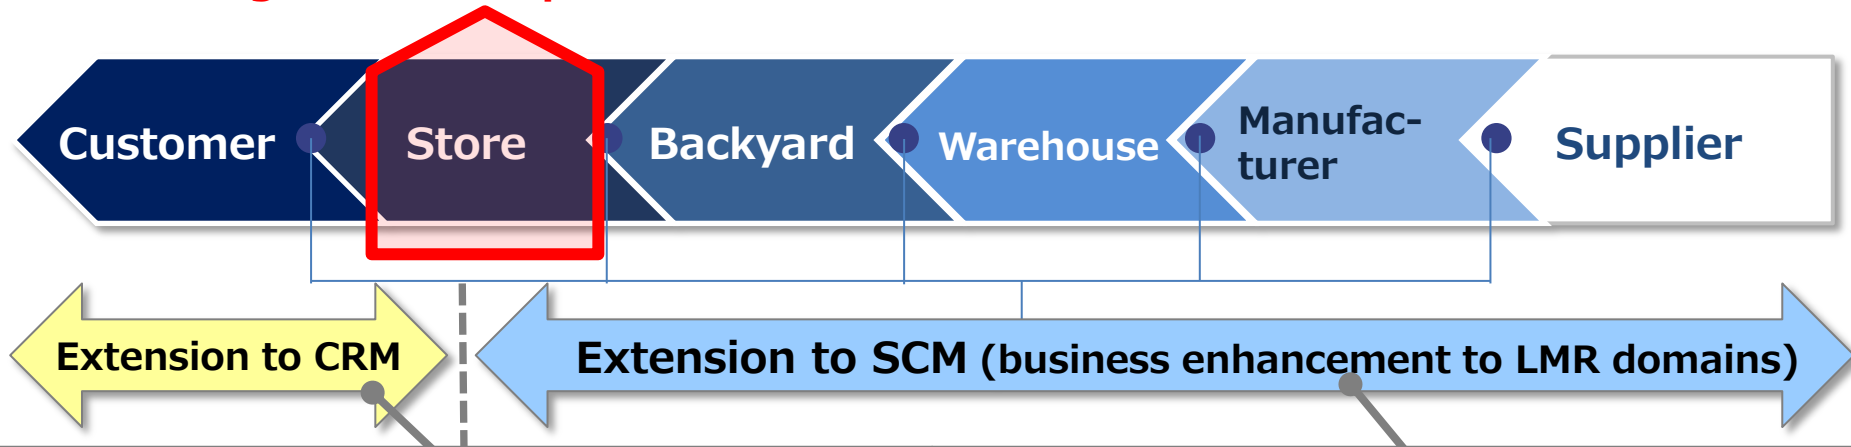 Customer
Store
Backyard
Warehouse
Manufac-
turer
Supplier
Extension to CRM
Extension to SCM (business enhancement to LMR domains)